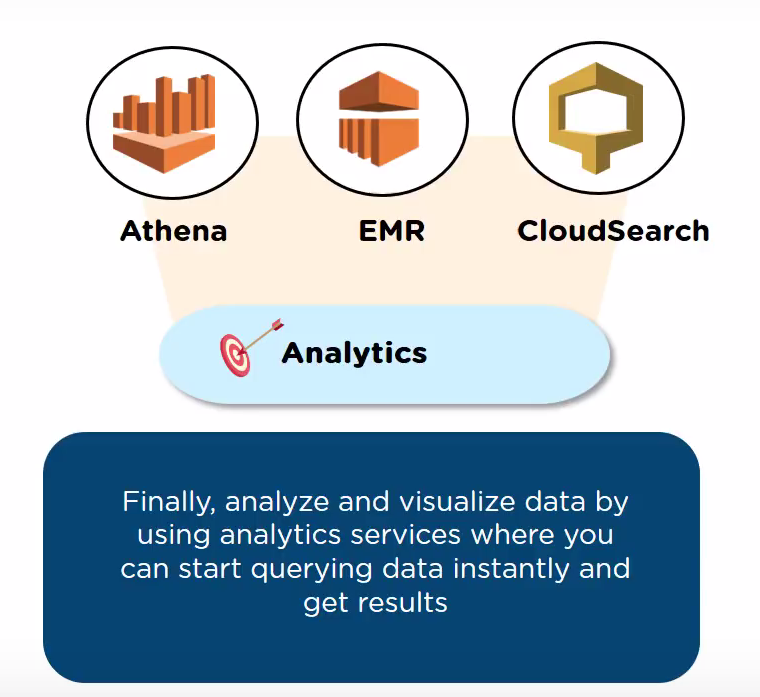 Athena
EMR
CloudSearch
Analytics
Finally, analyze and visualize data by
using analytics services where you
can start querying data instantly and
get results